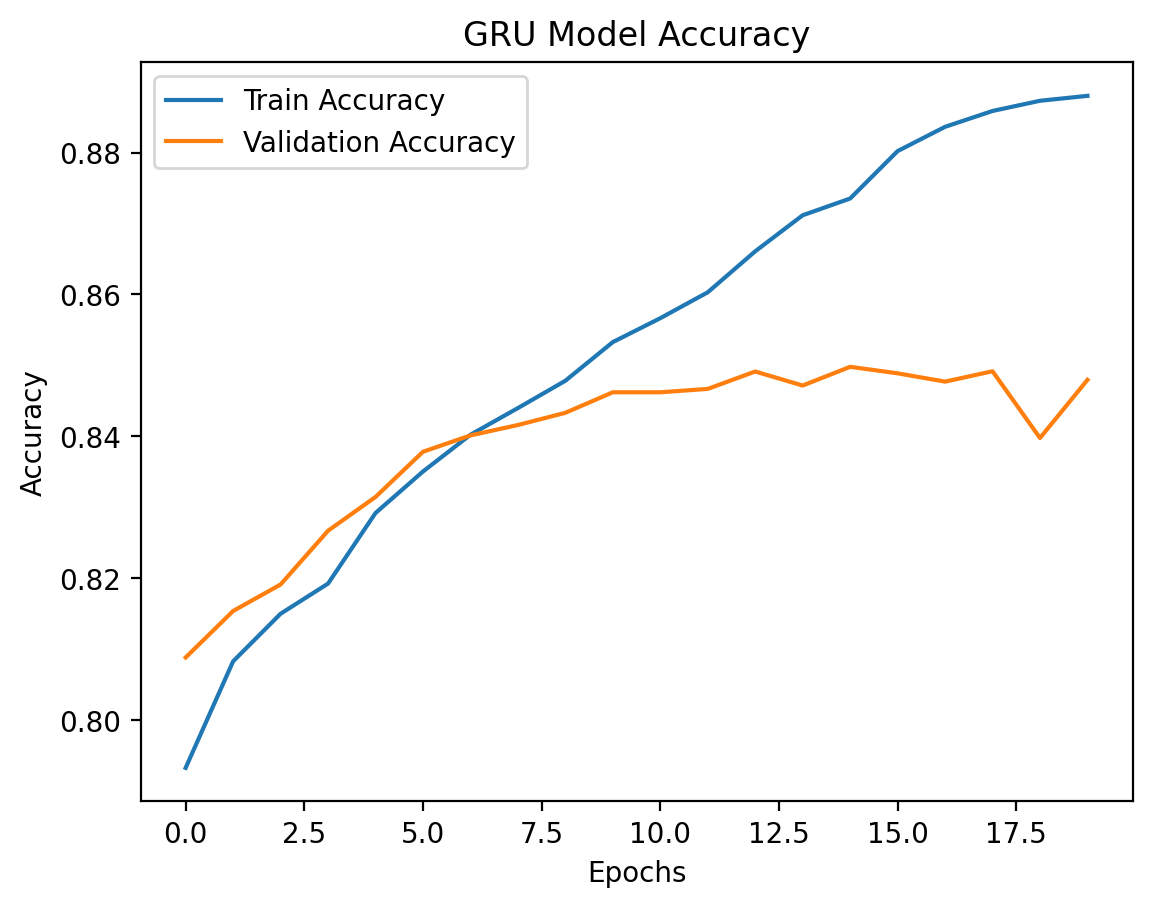 GRU Model Accuracy
Train Accuracy
Validation Accuracy
0.88
0.86
0.84
0.82
0.80
Accuracy
0.0 2.5 5.0 7.5 10.0 12.5 15.0 17.5
Epochs